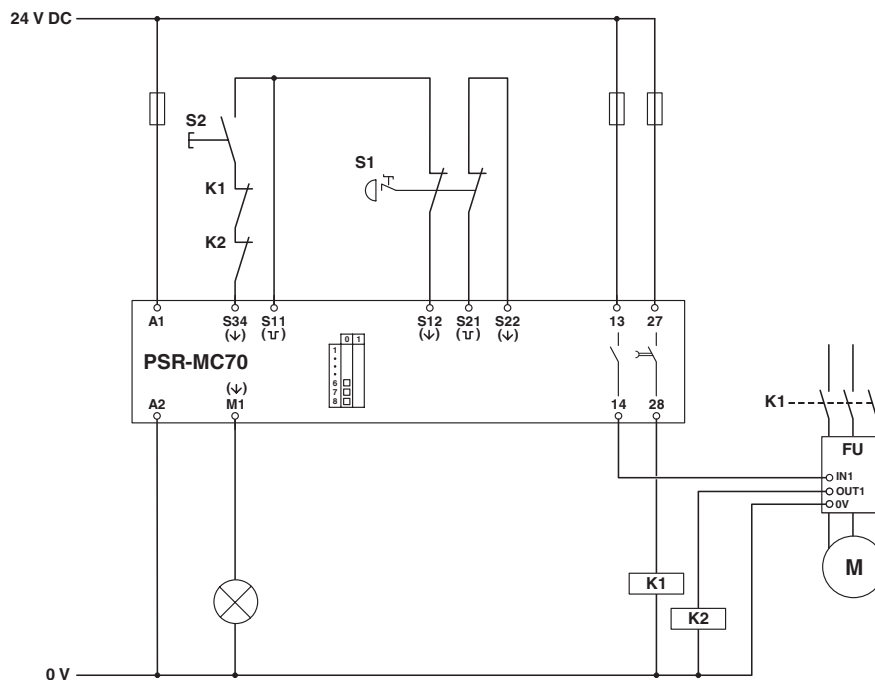 24 V DC
S2
S1
K1
K2
A1 S34 S11 S12 S21 S22 13 27
(↓) (↓) (↓)
0 1
PSR-MC70
1
6
7
8
(↓)
A2 M1 14 28
K1
FU
IN1
OUT1
0V
M
K1
K2
0 V